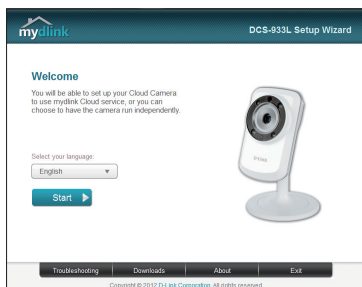 mydlink
DCS-933L Setup Wizard
Welcome
You will be able to set up your Cloud Camera
to use mydlink Cloud service, or you can
choose to have the camera run independently.
Select your language:
English
Start
D-Link
Troubleshooting
Downloads
About
Exit
Copyright © 2012 D-Link Corporation. All rights reserved.